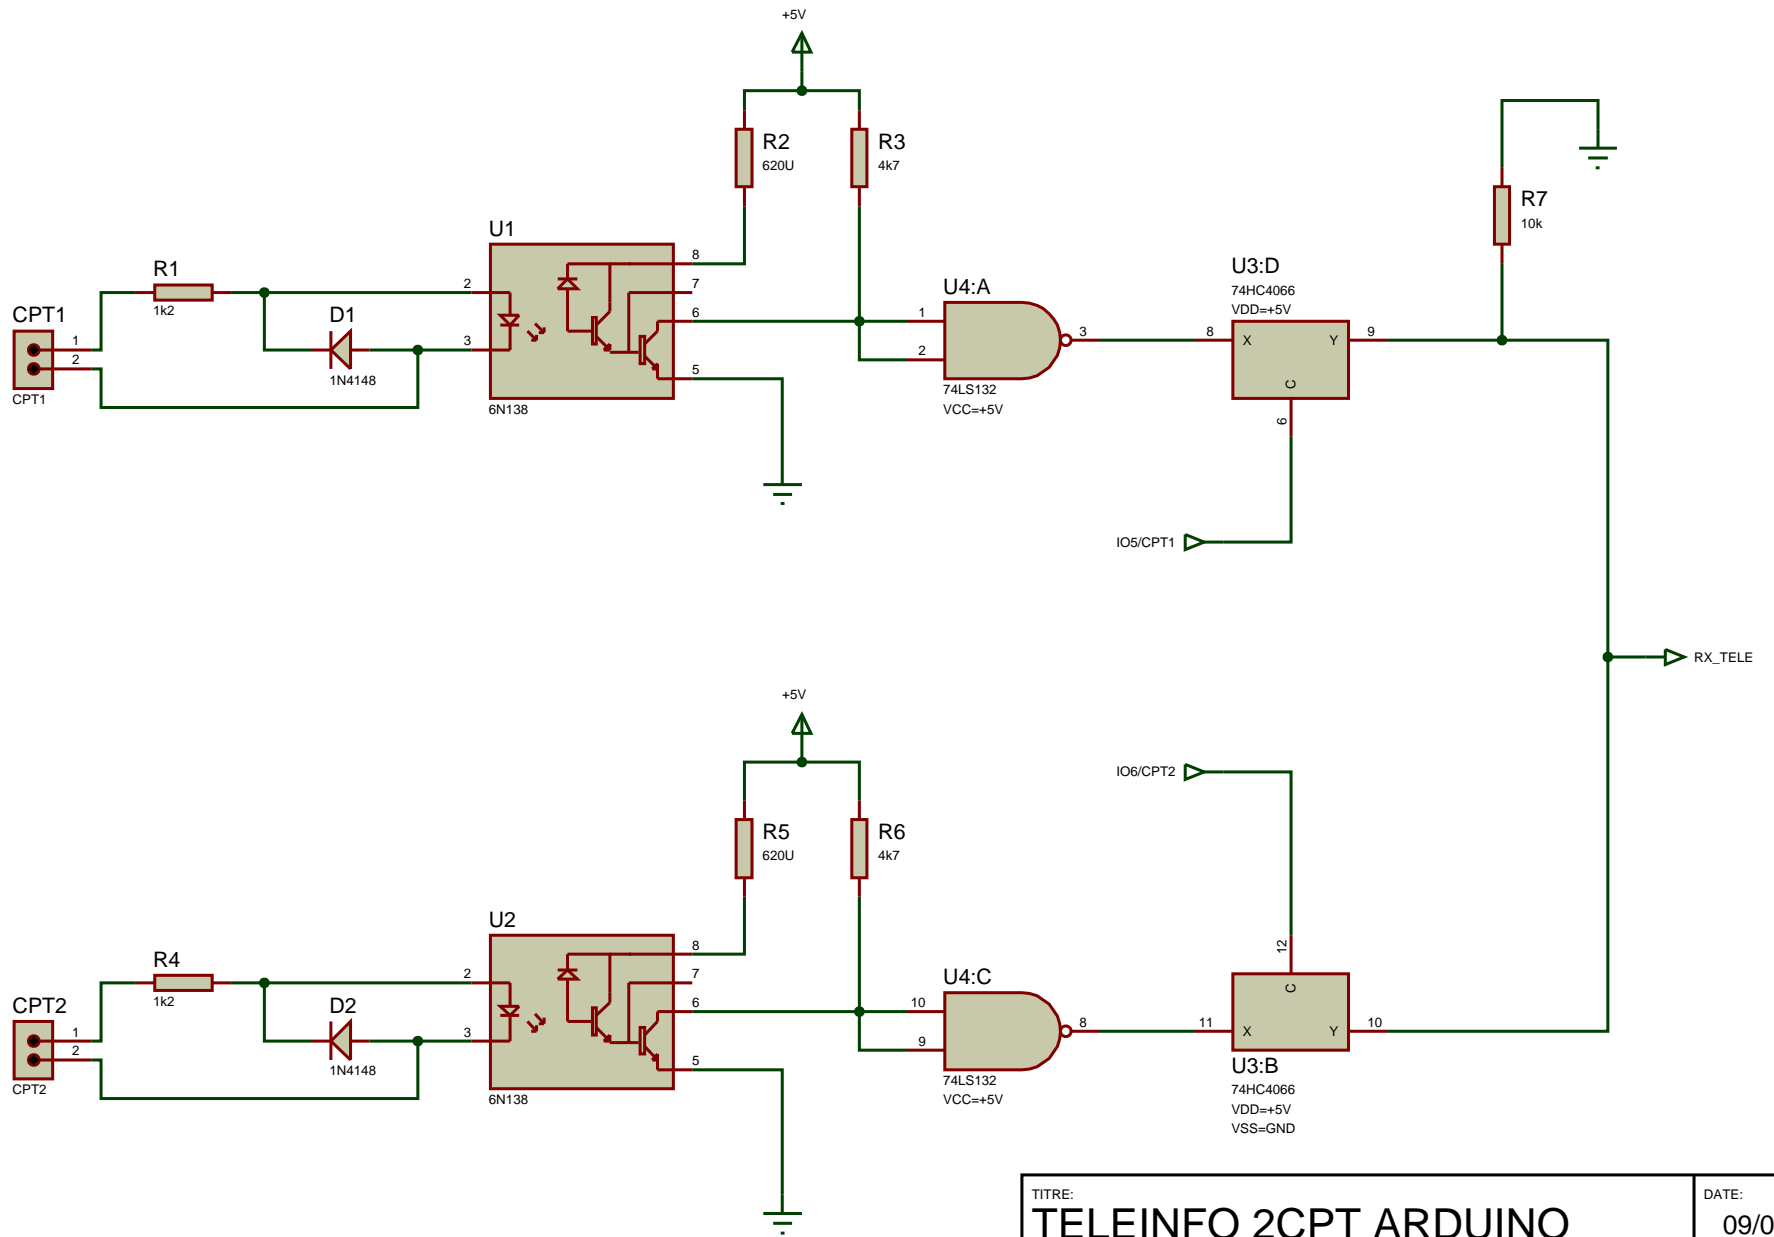 +5V
R2
620U
R3
4k7
R7
10k
U1
8
7
6
5
2
3
6N138
R1
1k2
D1
1N4148
CPT1
1
2
CPT1
U4:A
1
2
3
74LS132
VCC=+5V
U3:D
74HC4066
VDD=+5V
8
X
Y
9
C
6
IO5/CPT1
RX_TELE
+5V
IO6/CPT2
R5
620U
R6
4k7
U2
8
7
6
5
2
3
6N138
R4
1k2
D2
1N4148
CPT2
1
2
CPT2
U4:C
10
9
8
74LS132
VCC=+5V
12
C
11
X
Y
10
U3:B
74HC4066
VDD=+5V
VSS=GND
TITRE:
TELEINFO 2CPT ARDUINO
DATE:
09/0